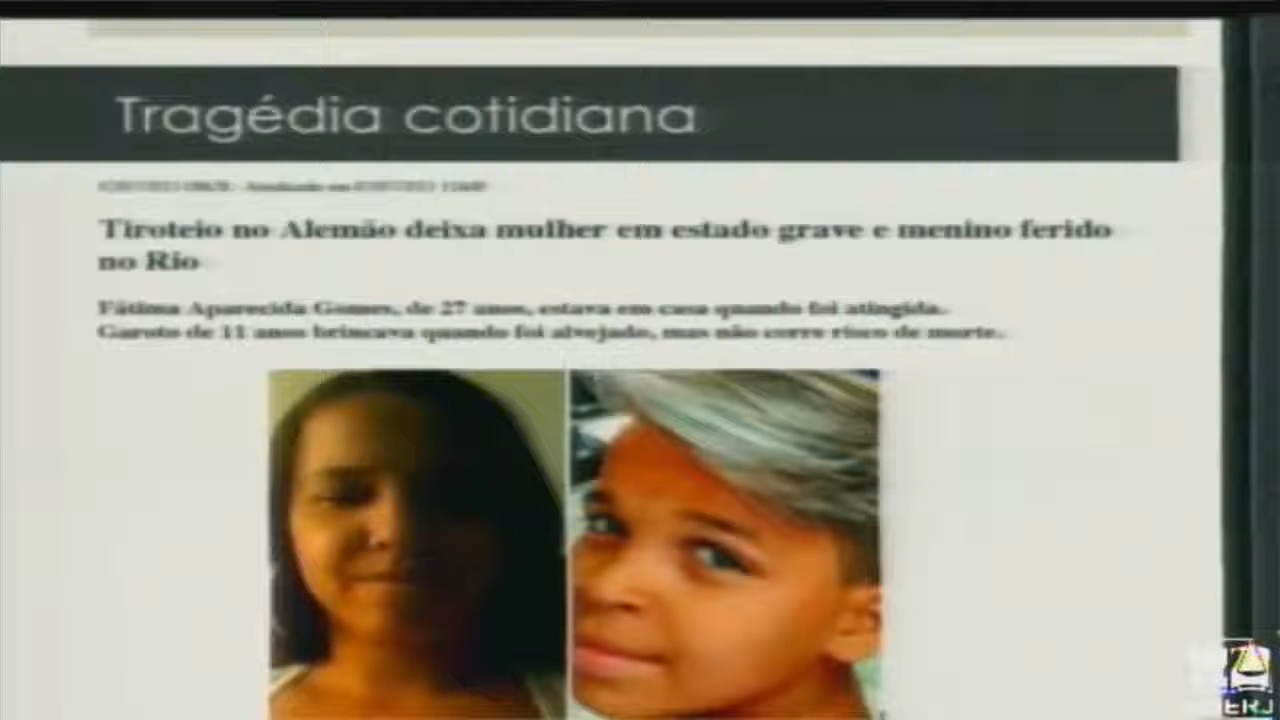 Tragédia cotidiana
Tiroteio no Alemão deixa mulher em estado grave e menino ferido
no Rio
Fátima Aparecida Gomes, de 27 anos, estava em casa quando foi atingida.
Garoto de 11 anos brincava quando foi alvejado, mas não corre risco de morte.